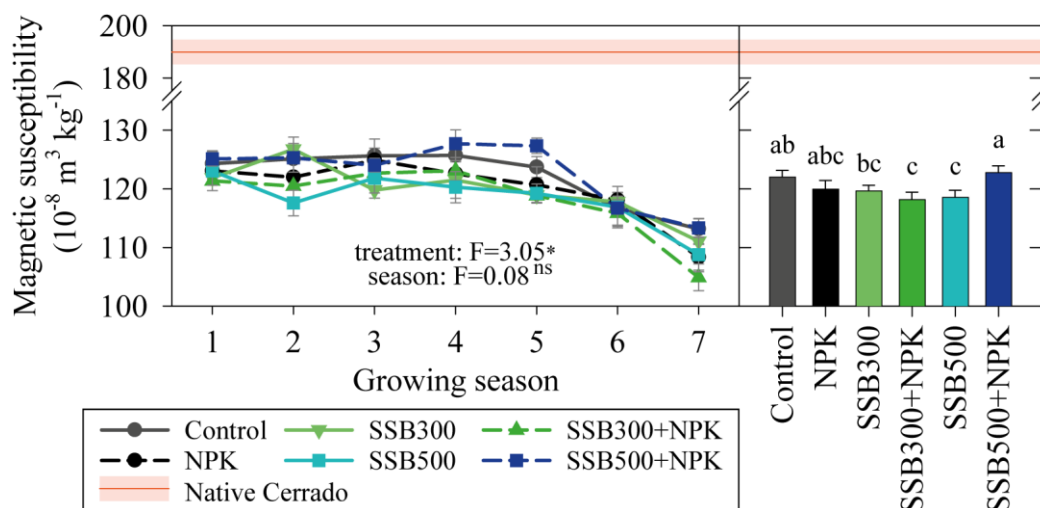 Magnetic susceptibility
(10⁻⁸ m³ kg⁻¹)
200
180
130
120
110
100
treatment: F=3.05*
season: F=0.08 ns
1 2 3 4 5 6 7
Growing season
ab abc bc c c a
Control
NPK
SSB300
SSB300+NPK
SSB500
SSB500+NPK
Control SSB300 SSB300+NPK
NPK SSB500 SSB500+NPK
Native Cerrado